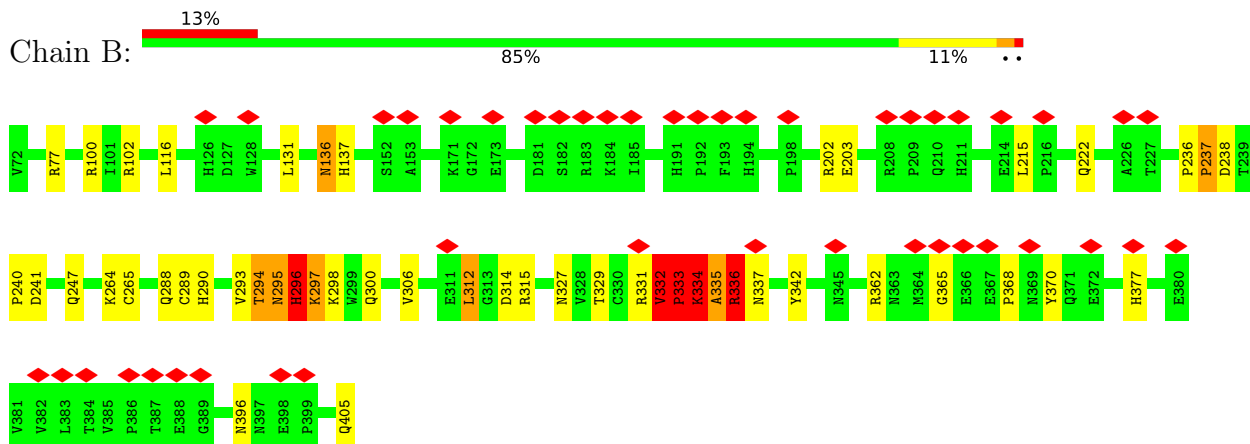 13%
Chain B:
85% 11% . .
V72 R77 R100 I101 R102 L116 H126 D127 W128 L131 N136 H137 S152 A153 K171 G172 E173 D181 S182 R183 K184 I185 H191 P192 F193 H194 P198 R202 E203 R208 P209 Q210 H211 E214 L215 P216 Q222 A226 T227 P236 P237 D238 T239
P240 D241 Q247 K264 C265 Q288 C289 H290 V293 T294 N295 H296 K297 K298 W299 Q300 V306 E311 L312 G313 D314 R315 N327 V328 T329 C330 R331 V332 P333 K334 A335 R336 N337 Y342 N345 R362 N363 M364 G365 E366 E367 P368 N369 Y370 Q371 E372 H377 E380
V381 V382 L383 T384 V385 P386 T387 E388 G389 N396 N397 E398 P399 Q405